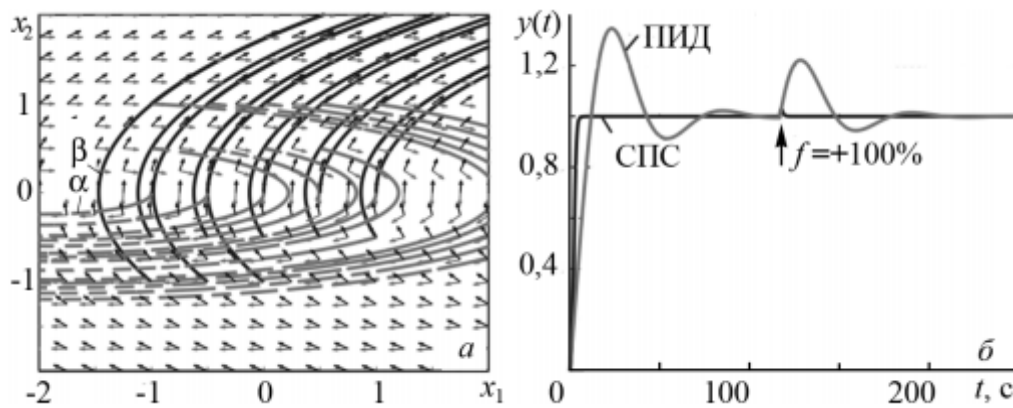 x₂
1
β
α
0
-1
-2
-1
0
1
x₁
а
y(t)
1,2
0,8
0,4
0
100
200
t, с
ПИД
СПС
f=+100%
б